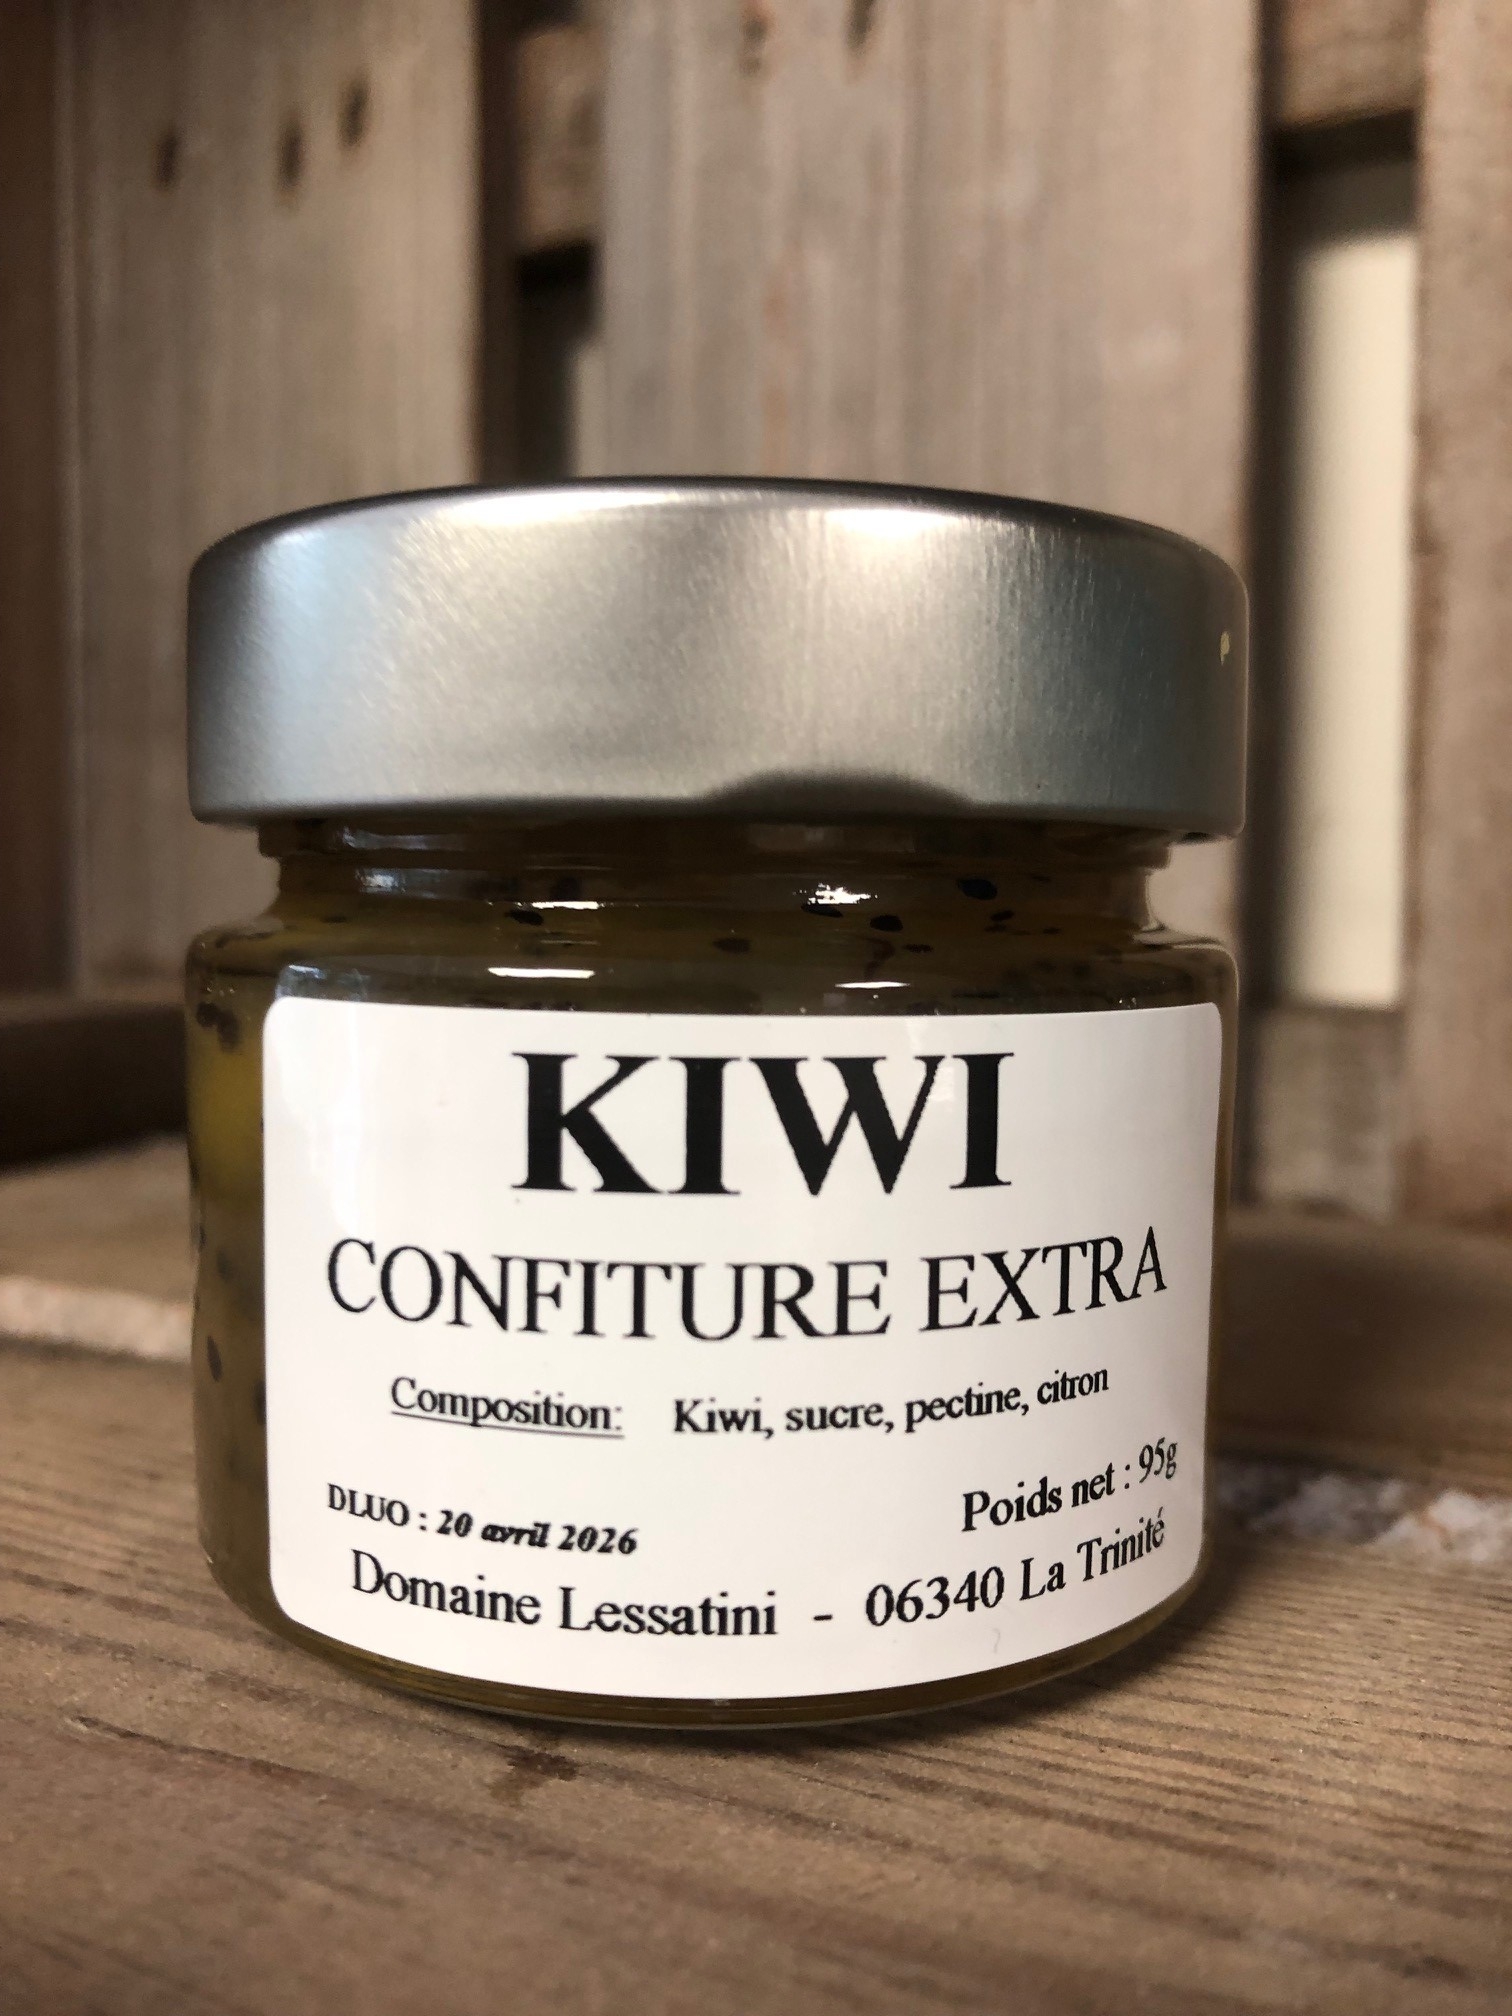 KIWI
CONFITURE EXTRA
Composition: Kiwi, sucre, pectine, citron
DLUO : 20 avril 2026 Poids net : 95g
Domaine Lessatini - 06340 La Trinité